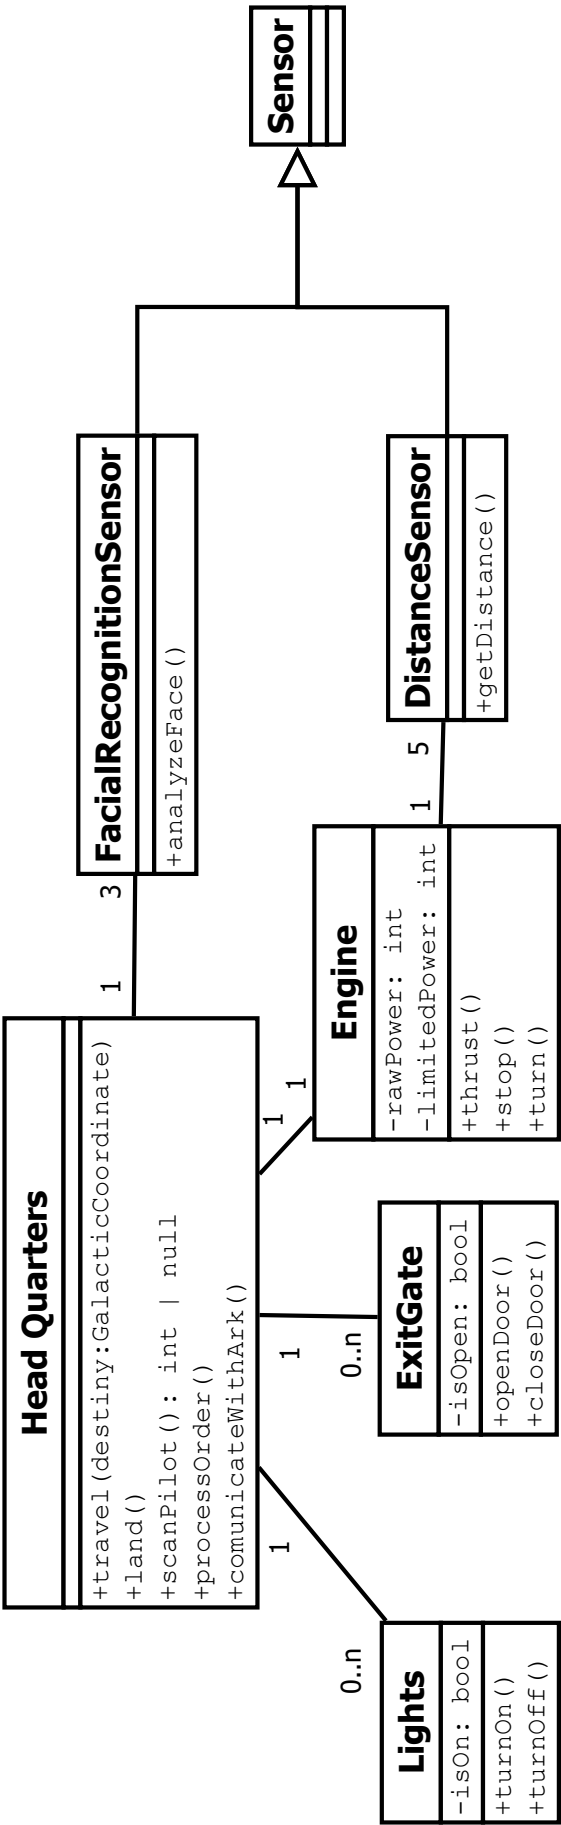 Head Quarters
+travel(destiny:GalacticCoordinate)
+land()
+scanPilot(): int | null
+processOrder()
+comunicateWithArk()
1
3
FacialRecognitionSensor
+analyzeFace()
Sensor
1
0..n
Lights
-isOn: bool
+turnOn()
+turnOff()
1
0..n
ExitGate
-isOpen: bool
+openDoor()
+closeDoor()
1
1
Engine
-rawPower: int
-limitedPower: int
+thrust()
+stop()
+turn()
1
5
DistanceSensor
+getDistance()